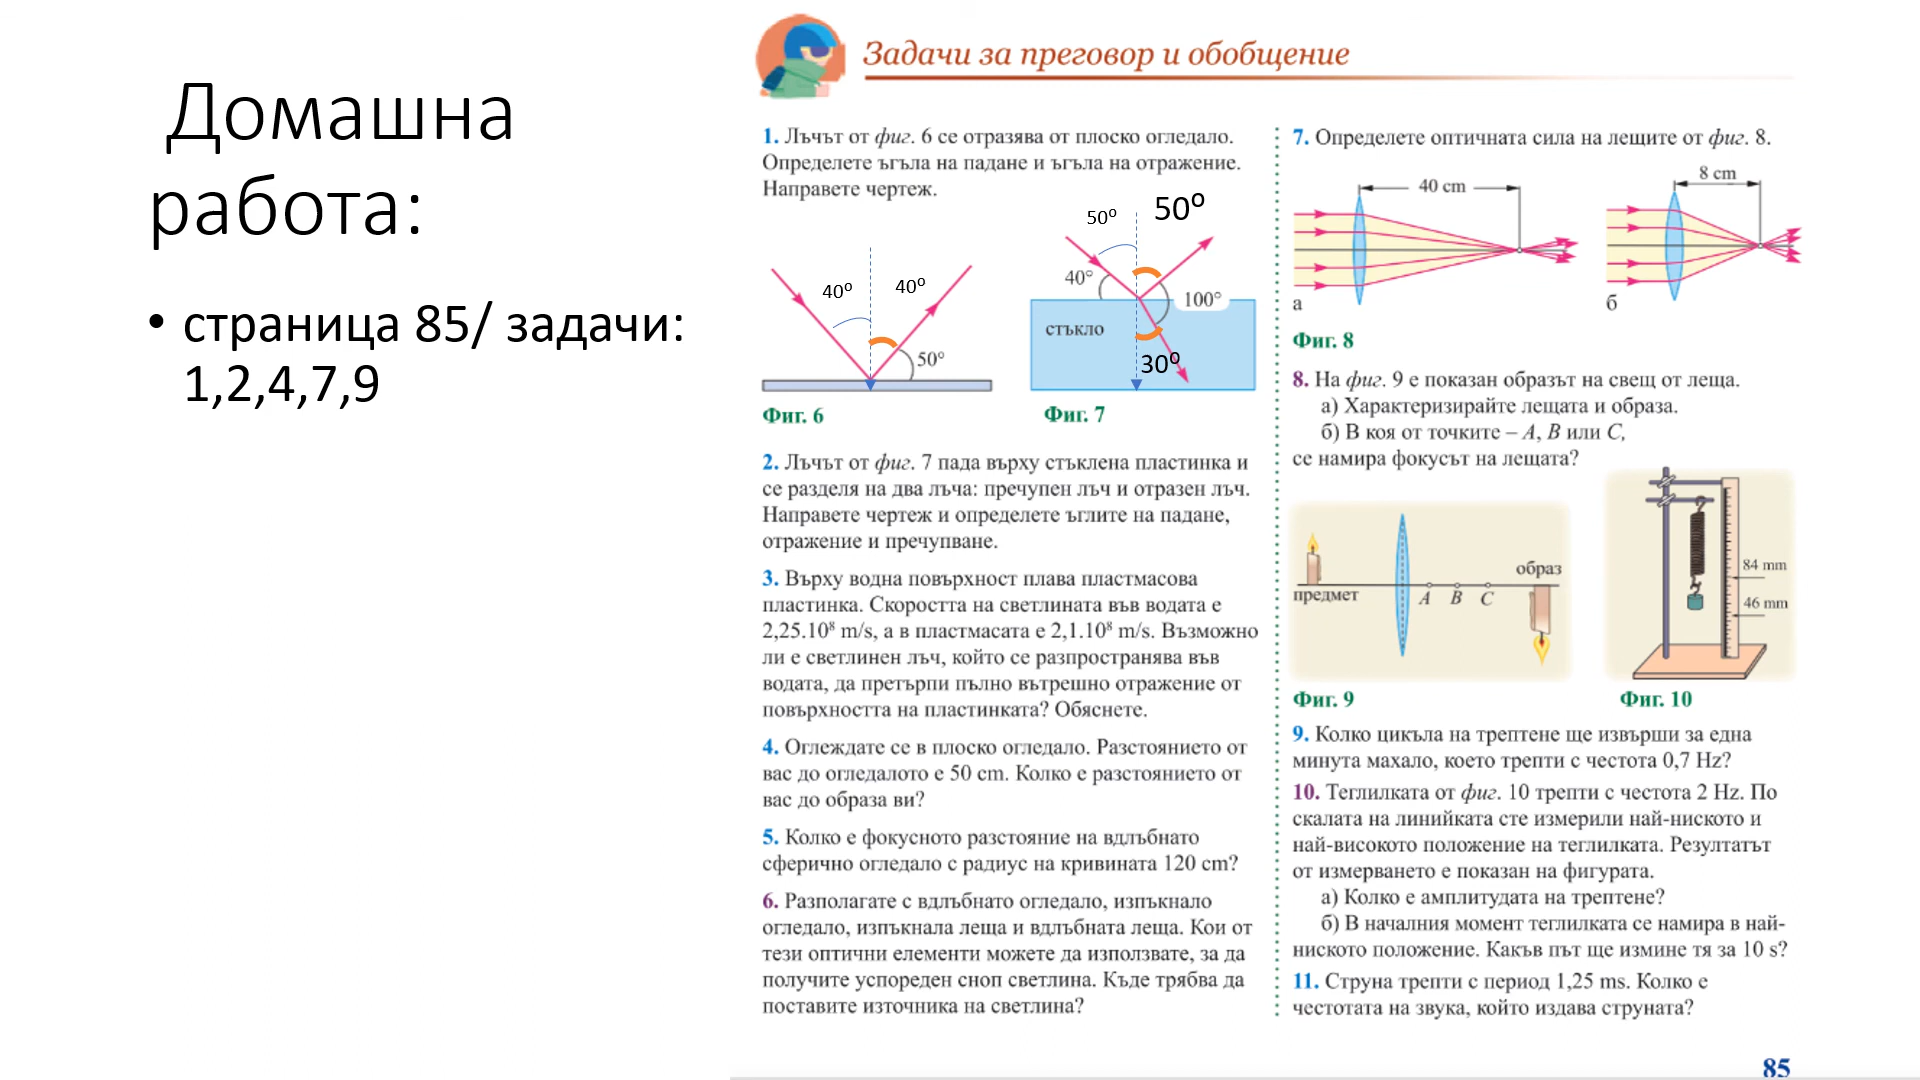 Домашна
работа:
• страница 85/ задачи:
1,2,4,7,9
Задачи за преговор и обобщение
1. Лъчът от фиг. 6 се отразява от плоско огледало.
Определете ъгъла на падане и ъгъла на отражение.
Направете чертеж.
40⁰
40⁰
50°
Фиг. 6
50⁰
50⁰
40°
100°
стъкло
30⁰
Фиг. 7
2. Лъчът от фиг. 7 пада върху стъклена пластинка и
се разделя на два лъча: пречупен лъч и отразен лъч.
Направете чертеж и определете ъглите на падане,
отражение и пречупване.
3. Върху водна повърхност плава пластмасова
пластинка. Скоростта на светлината във водата е
2,25.10⁸ m/s, а в пластмасата е 2,1.10⁸ m/s. Възможно
ли е светлинен лъч, който се разпространява във
водата, да претърпи пълно вътрешно отражение от
повърхността на пластинката? Обяснете.
4. Оглеждате се в плоско огледало. Разстоянието от
вас до огледалото е 50 cm. Колко е разстоянието от
вас до образа ви?
5. Колко е фокусното разстояние на вдлъбнато
сферично огледало с радиус на кривината 120 cm?
6. Разполагате с вдлъбнато огледало, изпъкнало
огледало, изпъкнала леща и вдлъбната леща. Кои от
тези оптични елементи можете да използвате, за да
получите успореден сноп светлина. Къде трябва да
поставите източника на светлина?
7. Определете оптичната сила на лещите от фиг. 8.
40 cm
8 cm
а
б
Фиг. 8
8. На фиг. 9 е показан образът на свещ от леща.
а) Характеризирайте лещата и образа.
б) В коя от точките – A, B или C,
се намира фокусът на лещата?
образ
предмет
A B C
84 mm
46 mm
Фиг. 9
Фиг. 10
9. Колко цикъла на трептене ще извърши за една
минута махало, което трепти с честота 0,7 Hz?
10. Теглилката от фиг. 10 трепти с честота 2 Hz. По
скалата на линийката сте измерили най-ниското и
най-високото положение на теглилката. Резултатът
от измерването е показан на фигурата.
а) Колко е амплитудата на трептене?
б) В началния момент теглилката се намира в най-
ниското положение. Какъв път ще измине тя за 10 s?
11. Струна трепти с период 1,25 ms. Колко е
честотата на звука, който издава струната?
85